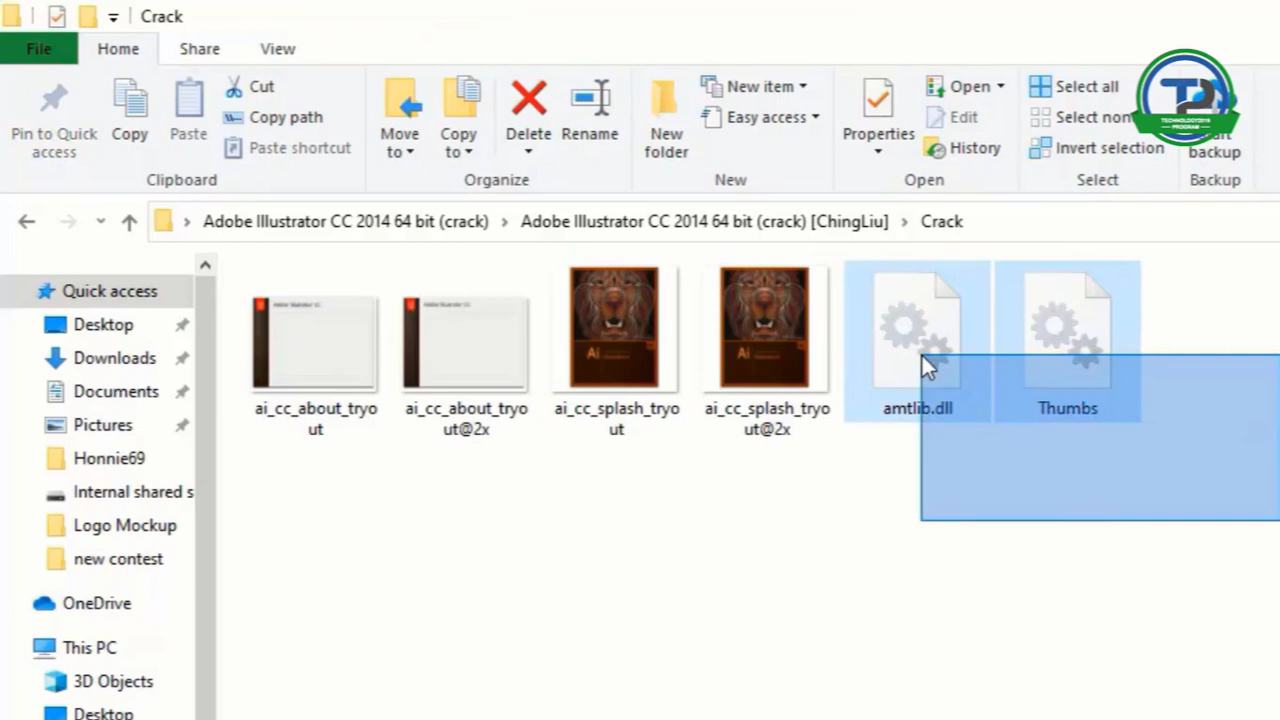 Crack
File Home Share View
Pin to Quick access
Copy
Paste
Cut
Copy path
Paste shortcut
Clipboard
Move to
Copy to
Delete
Rename
Organize
New folder
New item
Easy access
New
Properties
Open
Edit
History
Open
Select all
Select non
Invert selection
Select
backup
Backup
TECHNOLOGY2019
PROGRAM
Adobe Illustrator CC 2014 64 bit (crack) Adobe Illustrator CC 2014 64 bit (crack) [ChingLiu] Crack
Quick access
Desktop
Downloads
Documents
Pictures
Honnie69
Internal shared s
Logo Mockup
new contest
OneDrive
This PC
3D Objects
Desktop
ai_cc_about_tryo
ut
ai_cc_about_tryo
ut@2x
ai_cc_splash_tryo
ut
ai_cc_splash_tryo
ut@2x
Ai
Ai
amtlib.dll
Thumbs